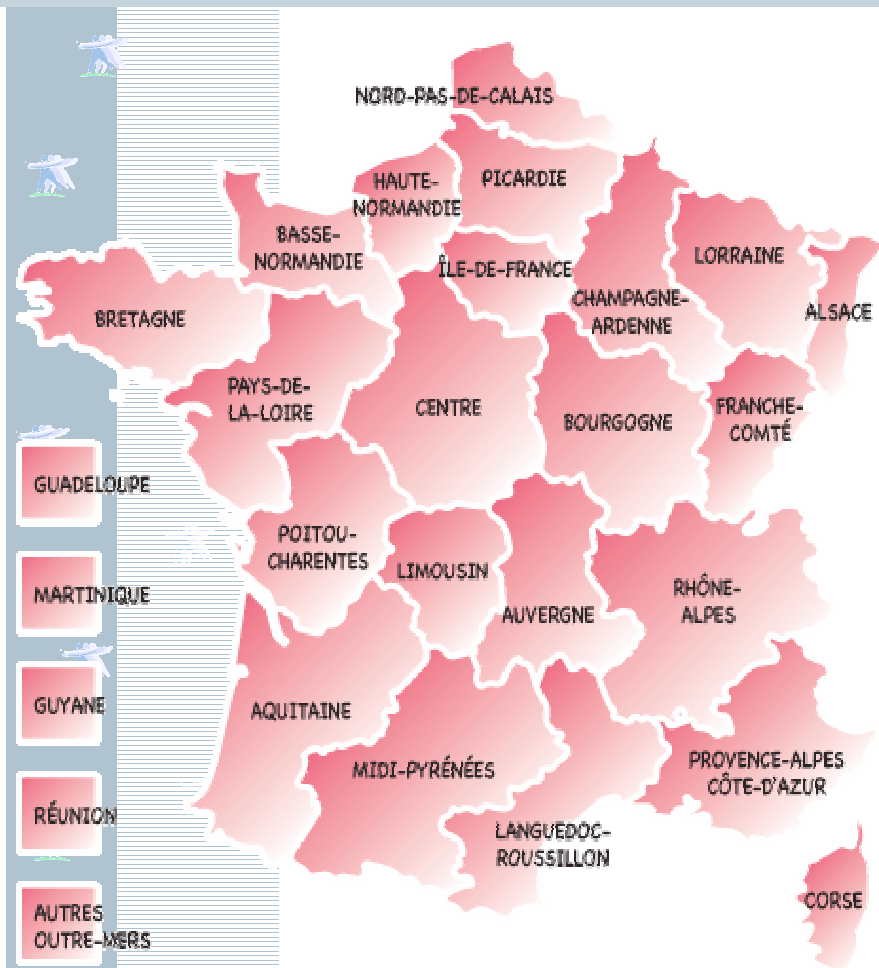 NORD-PAS-DE-CALAIS
HAUTE-
NORMANDIE
PICARDIE
BASSE-
NORMANDIE
ÎLE-DE-FRANCE
CHAMPAGNE-
ARDENNE
LORRAINE
ALSACE
BRETAGNE
PAYS-DE-
LA-LOIRE
CENTRE
BOURGOGNE
FRANCHE-
COMTÉ
GUADELOUPE
POITOU-
CHARENTES
LIMOUSIN
AUVERGNE
RHÔNE-
ALPES
MARTINIQUE
GUYANE
AQUITAINE
MIDI-PYRÉNÉES
PROVENCE-ALPES
CÔTE-D'AZUR
RÉUNION
LANGUEDOC-
ROUSSILLON
CORSE
AUTRES
OUTRE-MERS